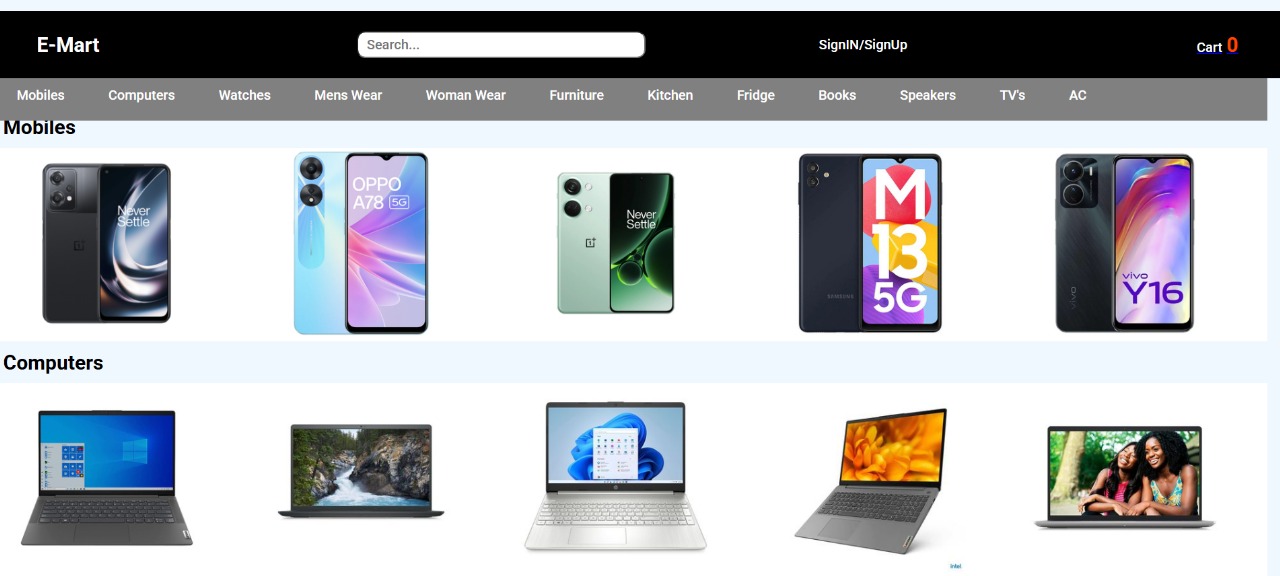 E-Mart
Search...
SignIN/SignUp
Cart 0
Mobiles Computers Watches Mens Wear Woman Wear Furniture Kitchen Fridge Books Speakers TV's AC
Mobiles
Never
Settle
OPPO
A78 5G
Never
Settle
SAMSUNG
M
13
5G
vivo
vivo
Y16
Computers
intel